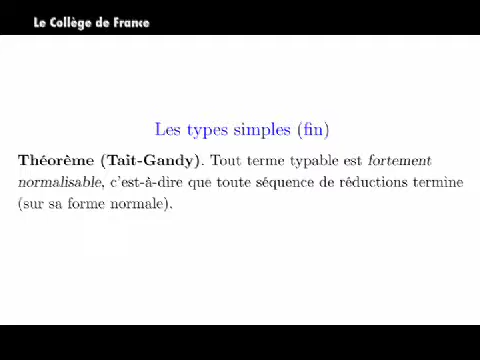 Le Collège de France
Les types simples (fin)
Théorème (Tait-Gandy). Tout terme typable est fortement
normalisable, c'est-à-dire que toute séquence de réductions termine
(sur sa forme normale).